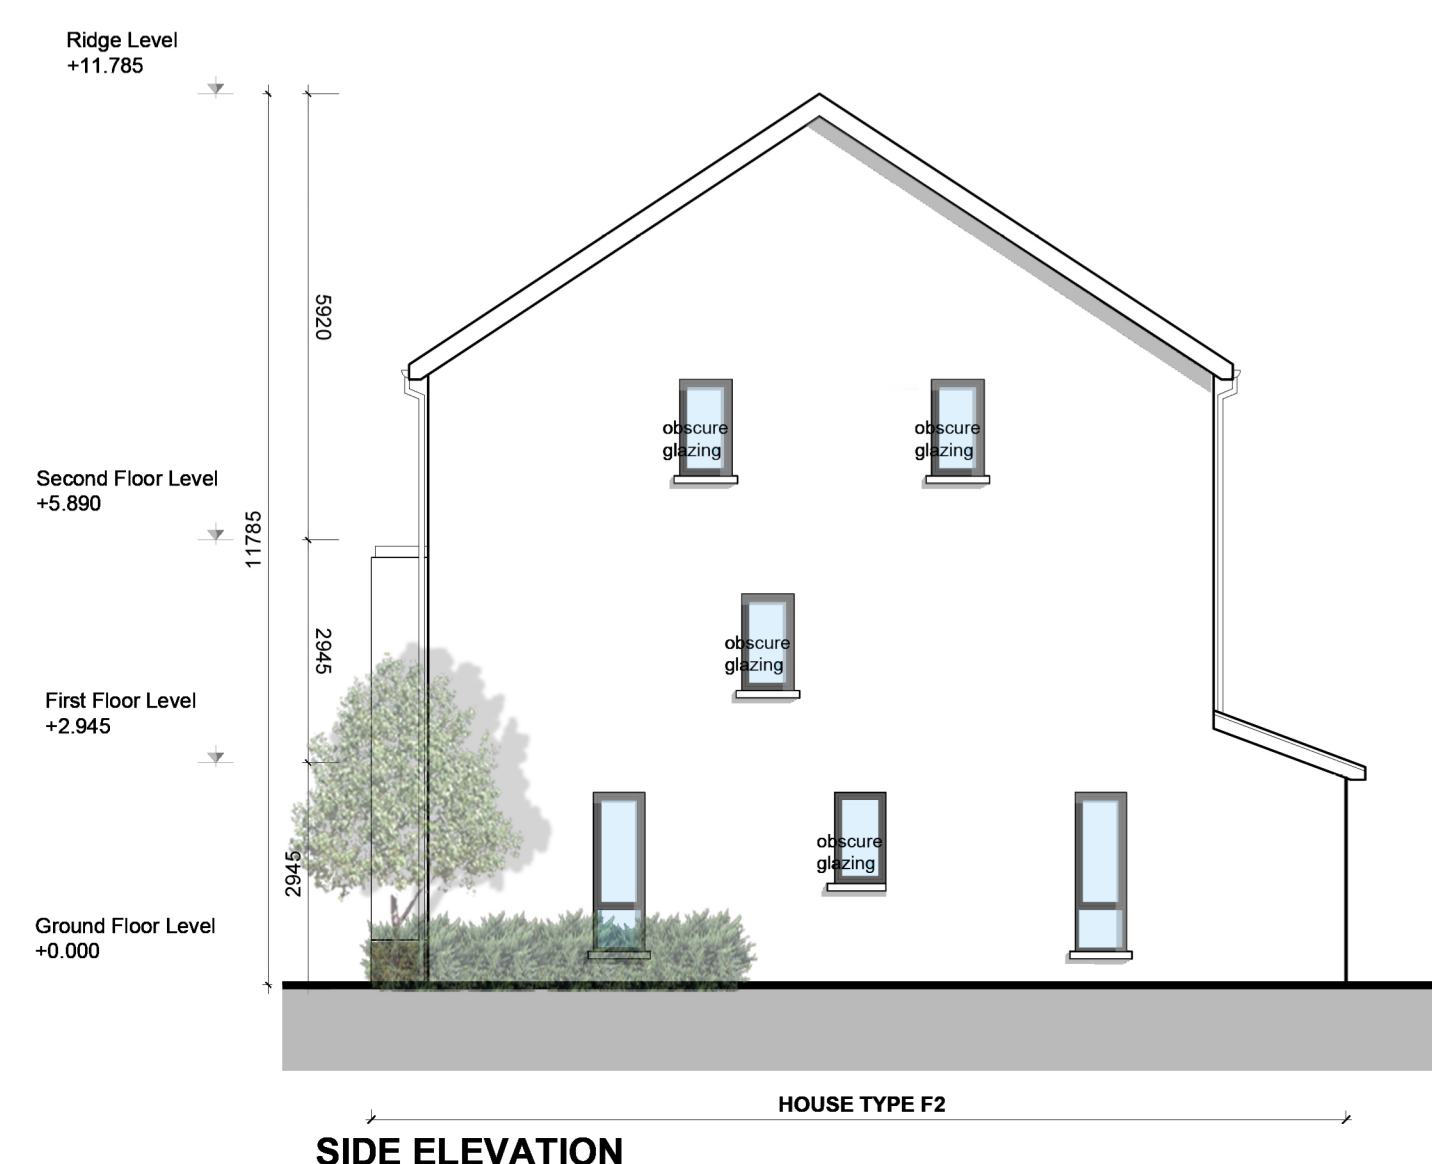 Ridge Level
+11.785
5920
Second Floor Level
+5.890
11785
obscure
glazing
obscure
glazing
2945
obscure
glazing
First Floor Level
+2.945
2945
obscure
glazing
Ground Floor Level
+0.000
HOUSE TYPE F2
SIDE ELEVATION